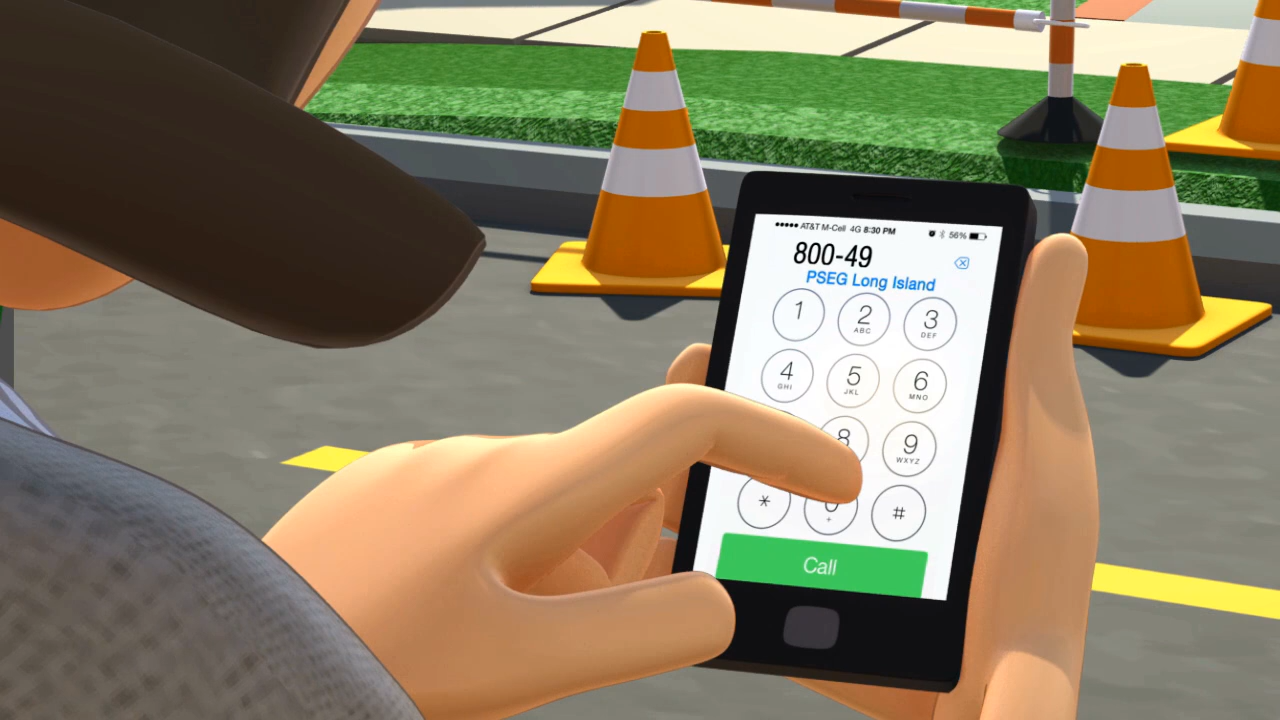 AT&T M-Cell 4G 8:30 PM 56%
800-49
PSEG Long Island
1 2 3
ABC DEF
4 5 6
GHI JKL MNO
8 9
WXYZ
* 0 #
+
Call